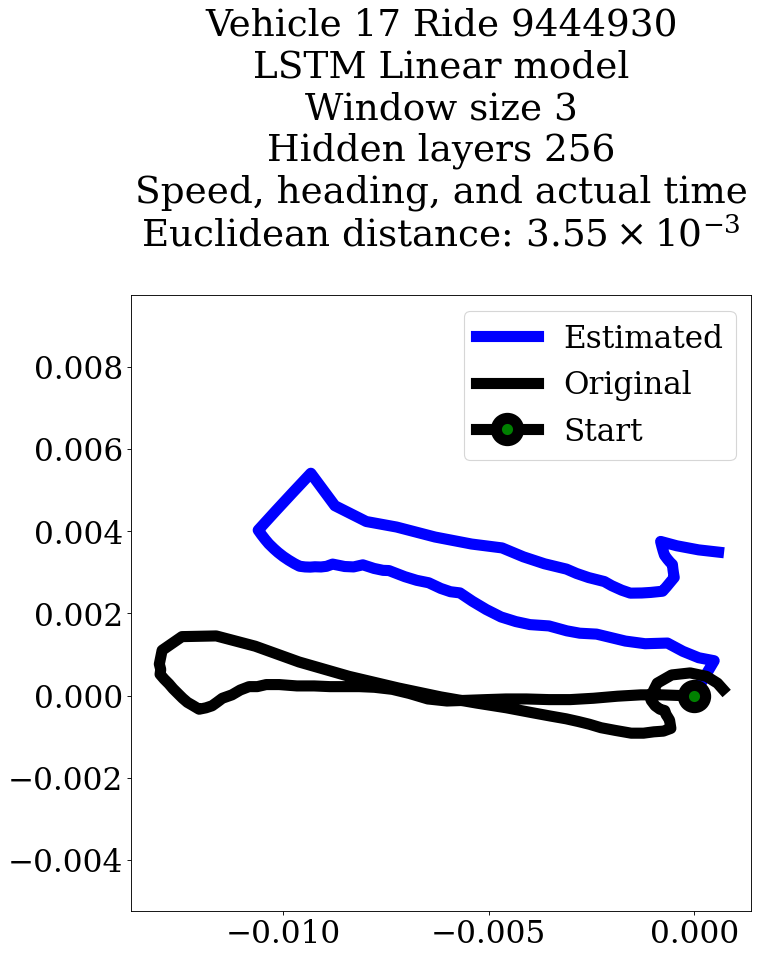 Vehicle 17 Ride 9444930
LSTM Linear model
Window size 3
Hidden layers 256
Speed, heading, and actual time
Euclidean distance: 3.55 × 10⁻³
Estimated
Original
Start
0.008
0.006
0.004
0.002
0.000
−0.002
−0.004
−0.010 −0.005 0.000